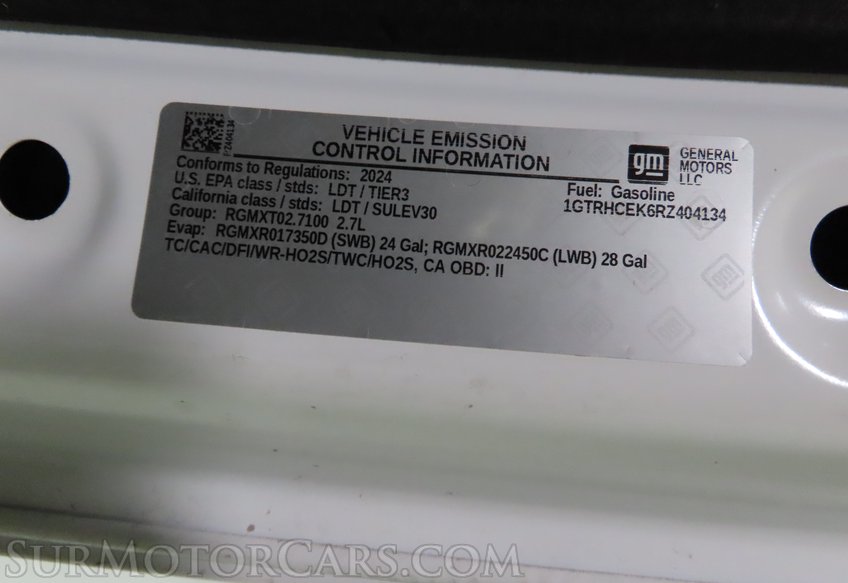 VEHICLE EMISSION
CONTROL INFORMATION
gm GENERAL
MOTORS
LLC
Conforms to Regulations: 2024
U.S. EPA class / stds: LDT / TIER3
Fuel: Gasoline
California class / stds: LDT / SULEV30
1GTRHCEK6RZ404134
Group: RGMXT02.7100 2.7L
Evap: RGMXR017350D (SWB) 24 Gal; RGMXR022450C (LWB) 28 Gal
TC/CAC/DFI/WR-HO2S/TWC/HO2S, CA OBD: II
SURMOTORCARS.COM